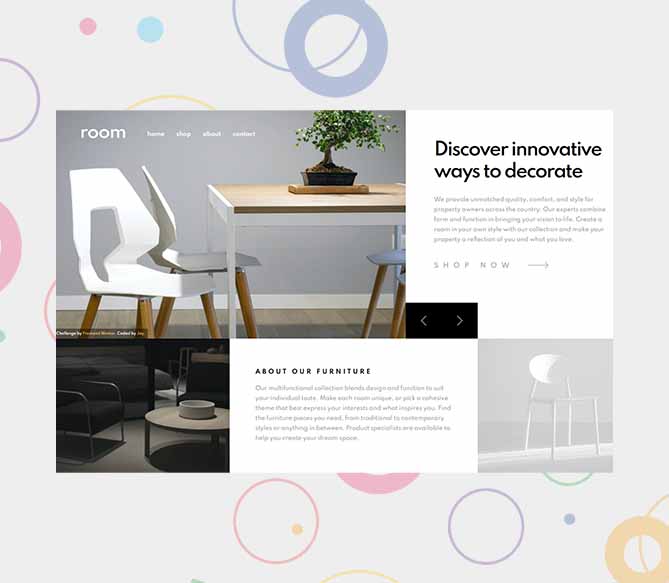 room
home shop about contact
Discover innovative
ways to decorate
We provide unmatched quality, comfort, and style for
property owners across the country. Our experts combine
form and function in bringing your vision to life. Create a
room in your own style with our collection and make your
property a reflection of you and what you love.
SHOP NOW
Challenge by Frontend Mentor. Coded by Jay.
ABOUT OUR FURNITURE
Our multifunctional collection blends design and function to suit
your individual taste. Make each room unique, or pick a cohesive
theme that best express your interests and what inspires you. Find
the furniture pieces you need, from traditional to contemporary
styles or anything in between. Product specialists are available to
help you create your dream space.